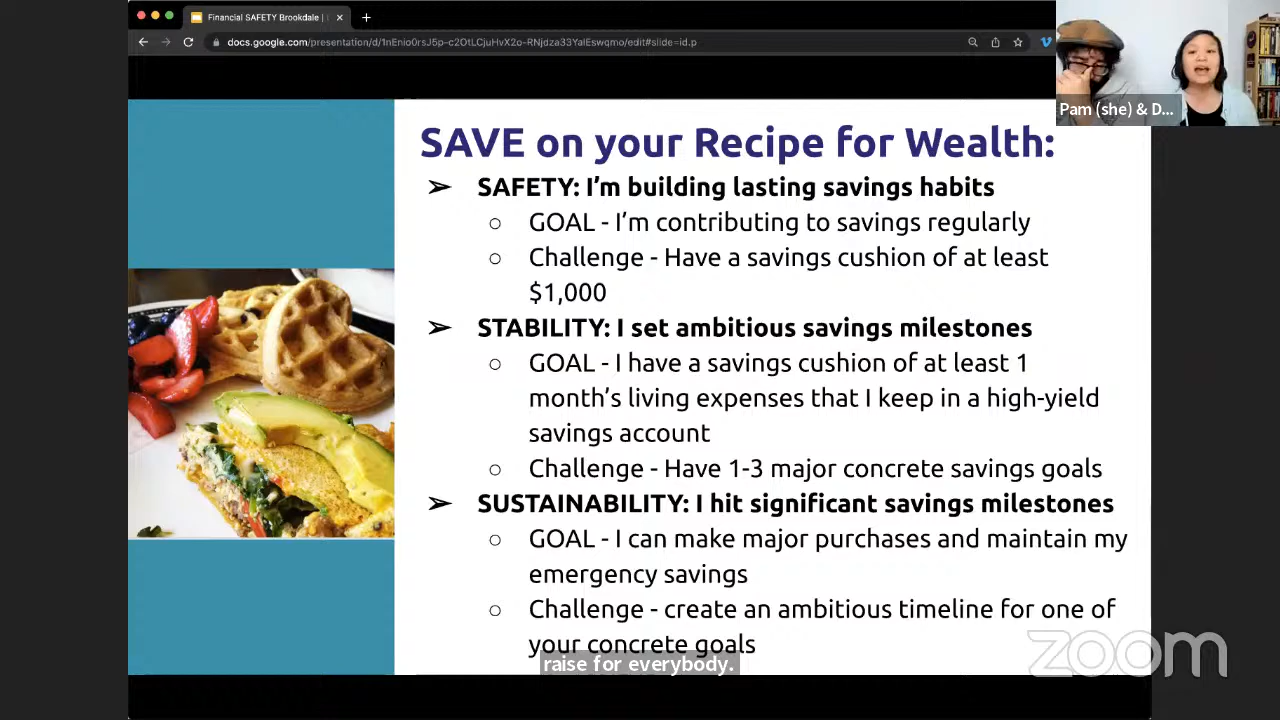 Financial SAFETY Brookdale |
docs.google.com/presentation/d/1nEnio0rsJ5p-c2OtLCjuHvX2o-RNjdza33YaIEswqmo/edit#slide=id.p
Pam (she) & D...
SAVE on your Recipe for Wealth:
➢ SAFETY: I'm building lasting savings habits
○ GOAL - I'm contributing to savings regularly
○ Challenge - Have a savings cushion of at least
$1,000
➢ STABILITY: I set ambitious savings milestones
○ GOAL - I have a savings cushion of at least 1
month's living expenses that I keep in a high-yield
savings account
○ Challenge - Have 1-3 major concrete savings goals
➢ SUSTAINABILITY: I hit significant savings milestones
○ GOAL - I can make major purchases and maintain my
emergency savings
○ Challenge - create an ambitious timeline for one of
your concrete goals
raise for everybody.
zoom